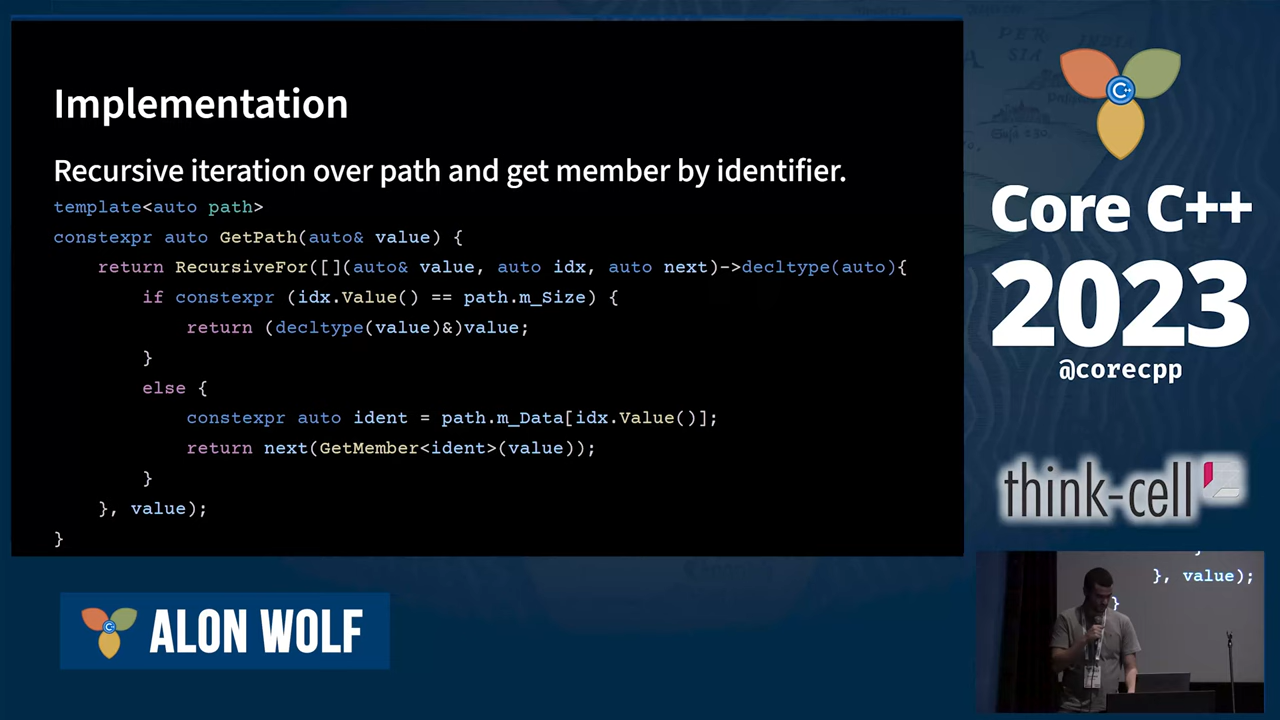 Implementation
Recursive iteration over path and get member by identifier.
template<auto path>
constexpr auto GetPath(auto& value) {
    return RecursiveFor([](auto& value, auto idx, auto next)->decltype(auto){
        if constexpr (idx.Value() == path.m_Size) {
            return (decltype(value)&)value;
        }
        else {
            constexpr auto ident = path.m_Data[idx.Value()];
            return next(GetMember<ident>(value));
        }
    }, value);
}
C++
Core C++
2023
@corecpp
think-cell
ALON WOLF
}, value);
}